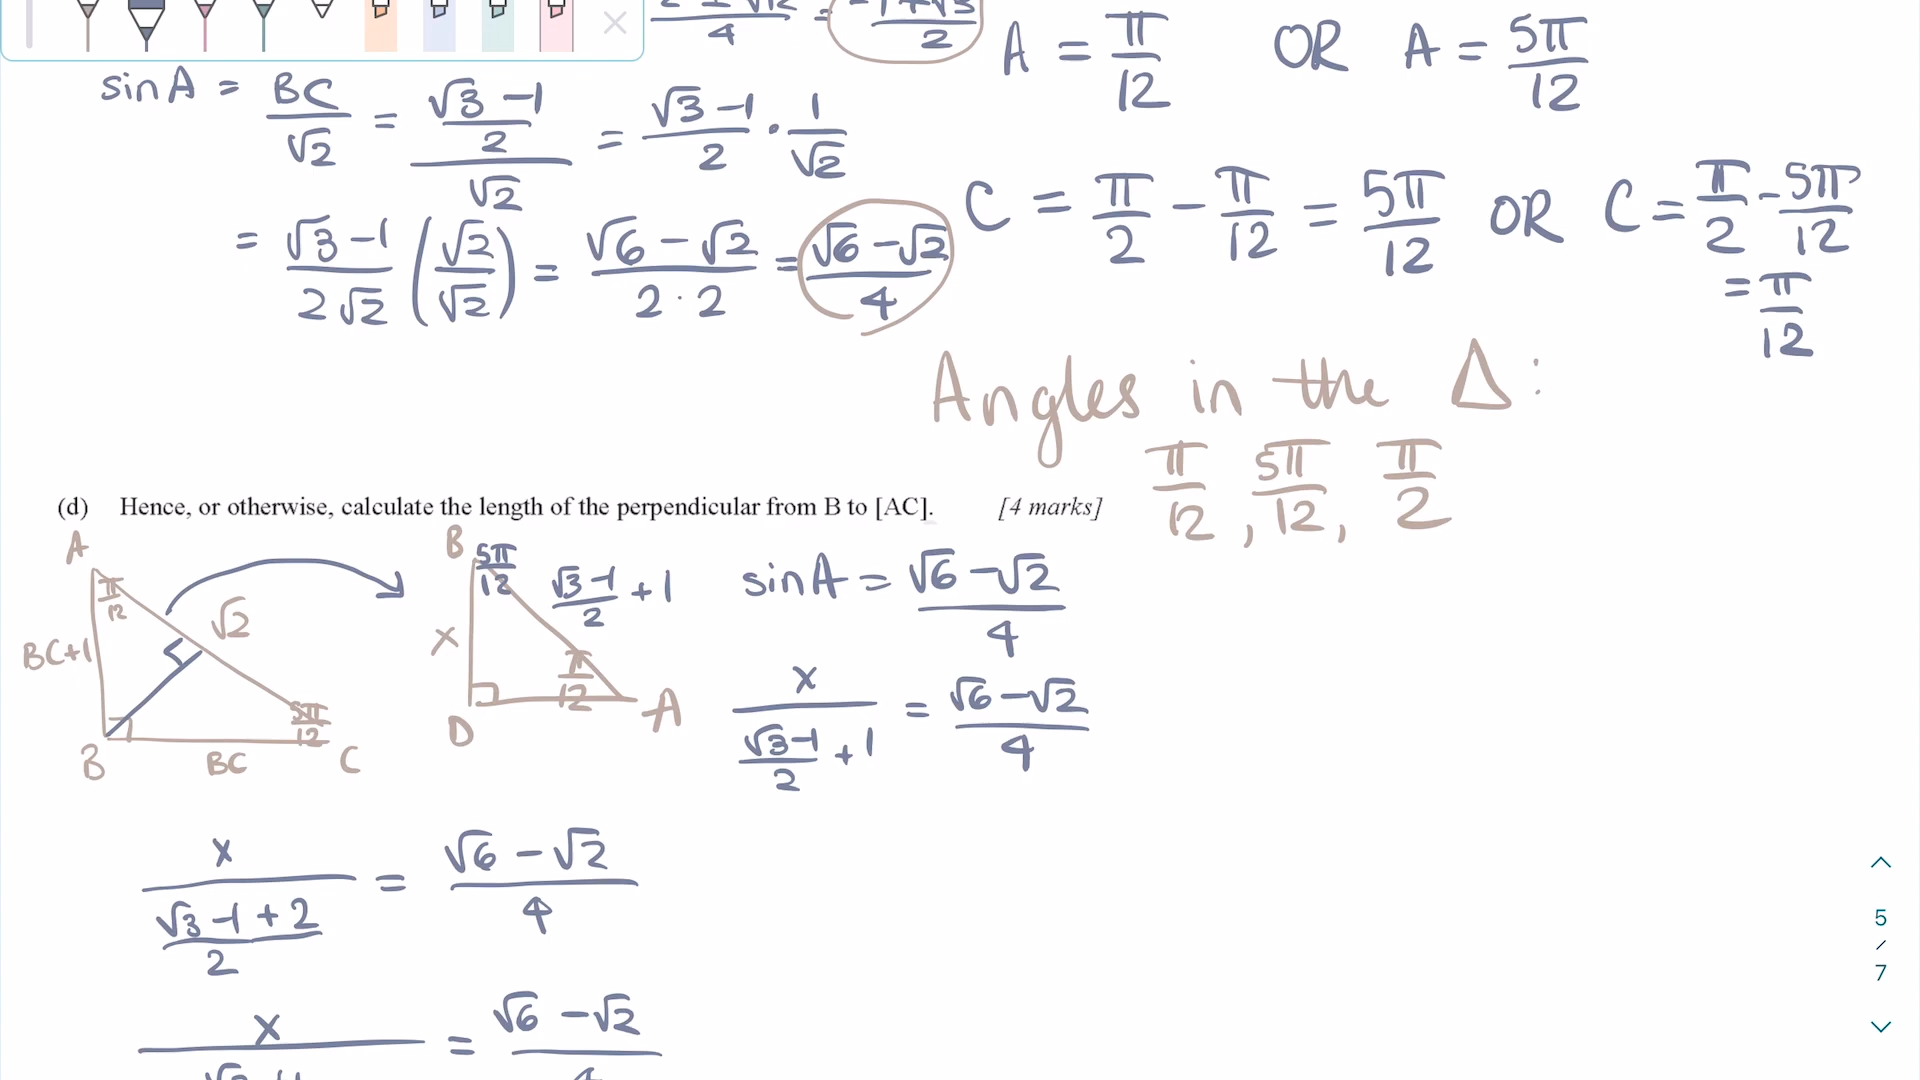 4 = 2
A = π/12 OR A = 5π/12
sin A = BC/√2 = ((√3 -1)/2)/√2 = (√3 -1)/2 · 1/√2
C = π/2 - π/12 = 5π/12 OR C = π/2 - 5π/12
= (√3 -1)/(2√2) (√2/√2) = (√6 - √2)/(2·2) = (√6 - √2)/4
= π/12
Angles in the Δ:
π/12, 5π/12, π/2
(d) Hence, or otherwise, calculate the length of the perpendicular from B to [AC]. [4 marks]
A
π/12
√2
BC+1
5π/12
B
BC
C
B
5π/12
(√3-1)/2 + 1
x
π/12
D
A
sin A = (√6 - √2)/4
x/((√3-1)/2 + 1) = (√6 - √2)/4
x/((√3 -1 + 2)/2) = (√6 - √2)/4
x = √6 - √2
5
/
7